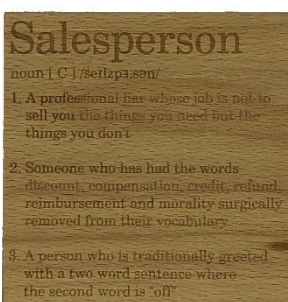 Salesperson
noun [ C ] /seɪlzpɜːsən/
1. A professional liar whose job is not to
sell you the things you need but the
things you don't
2. Someone who has had the words
discount, compensation, credit, refund,
reimbursement and morality surgically
removed from their vocabulary
3. A person who is traditionally greeted
with a two word sentence where
the second word is "off"